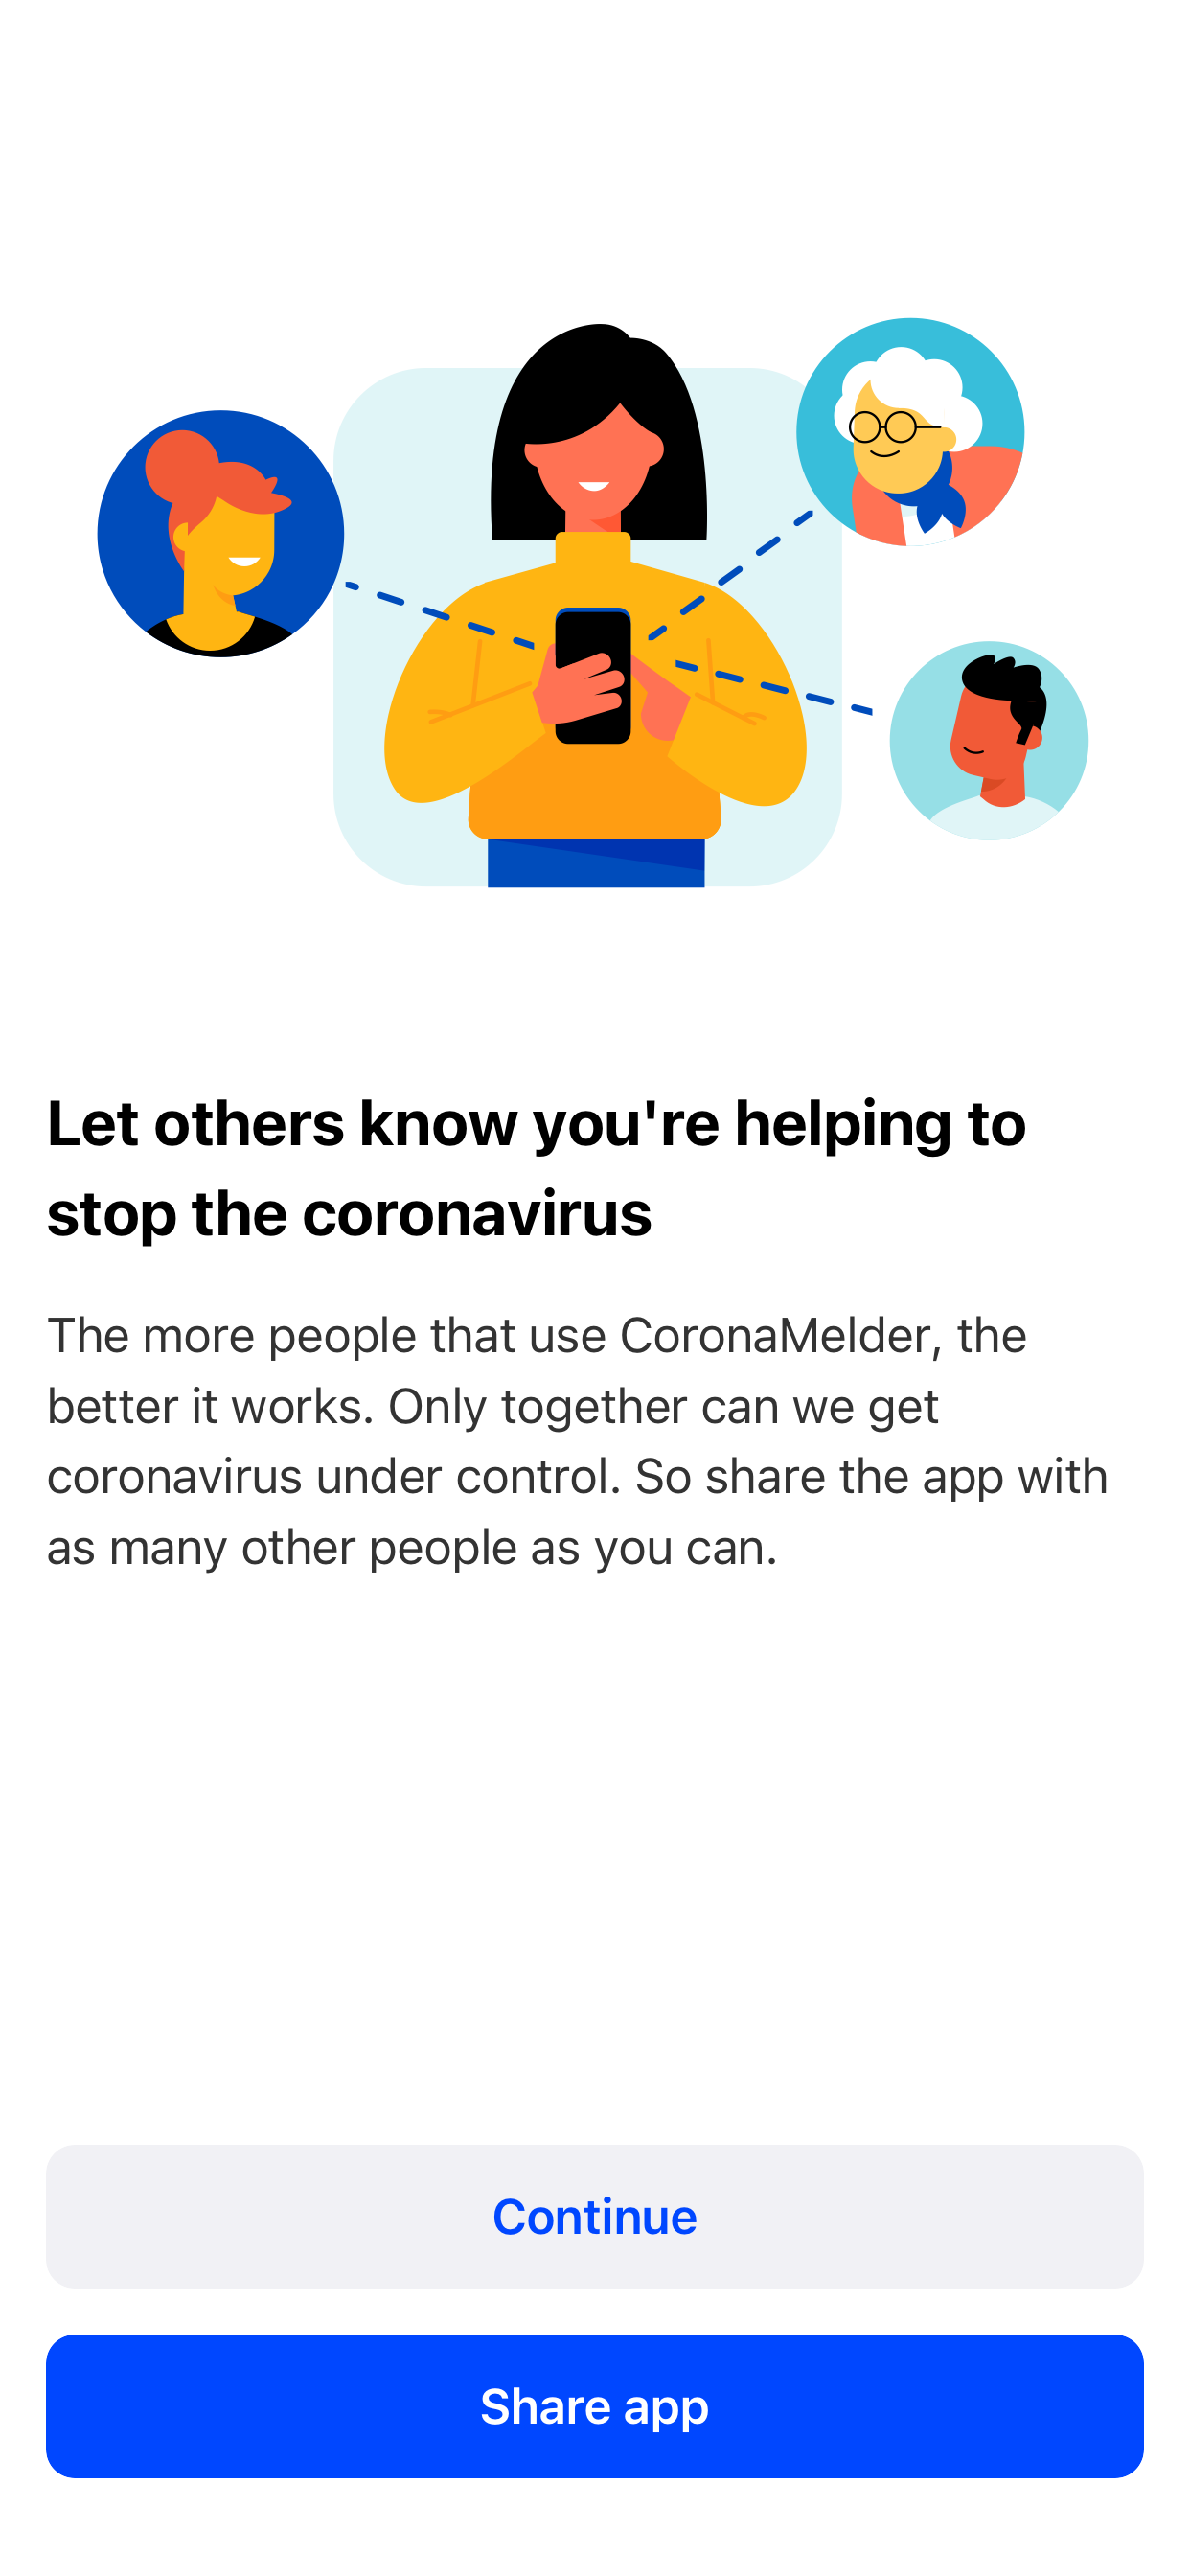 Let others know you're helping to
stop the coronavirus
The more people that use CoronaMelder, the
better it works. Only together can we get
coronavirus under control. So share the app with
as many other people as you can.
Continue
Share app